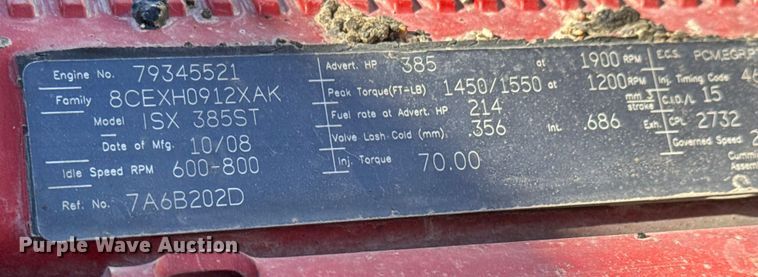 Engine No. 79345521
Family 8CEXH0912XAK
Model ISX 385ST
Date of Mfg. 10/08
Idle Speed RPM 600-800
Ref. No. 7A6B202D
Advert. HP 385 at 1900 RPM
Peak Torque(FT-LB) 1450/1550 at 1200 RPM
Fuel rate at Advert. HP 214 mm3 stroke
Valve Lash Cold (mm). .356 Int. .686 Exh.
Inj. Torque 70.00
E.C.S.
Inj. Timing Code
C.I.D./L 15
CPL 2732
Governed Speed
Purple Wave Auction